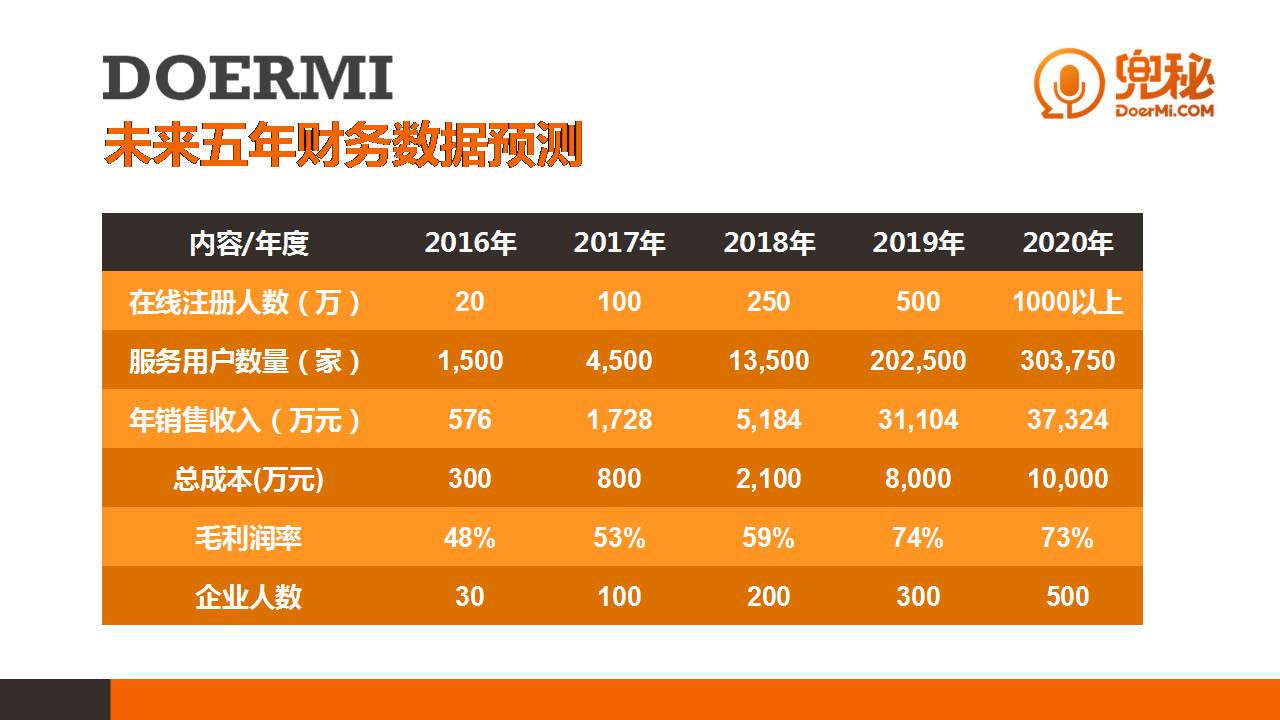 DOERMI
兜秘
DoerMi.COM
未来五年财务数据预测
内容/年度 2016年 2017年 2018年 2019年 2020年
在线注册人数（万） 20 100 250 500 1000以上
服务用户数量（家） 1,500 4,500 13,500 202,500 303,750
年销售收入（万元） 576 1,728 5,184 31,104 37,324
总成本(万元) 300 800 2,100 8,000 10,000
毛利润率 48% 53% 59% 74% 73%
企业人数 30 100 200 300 500